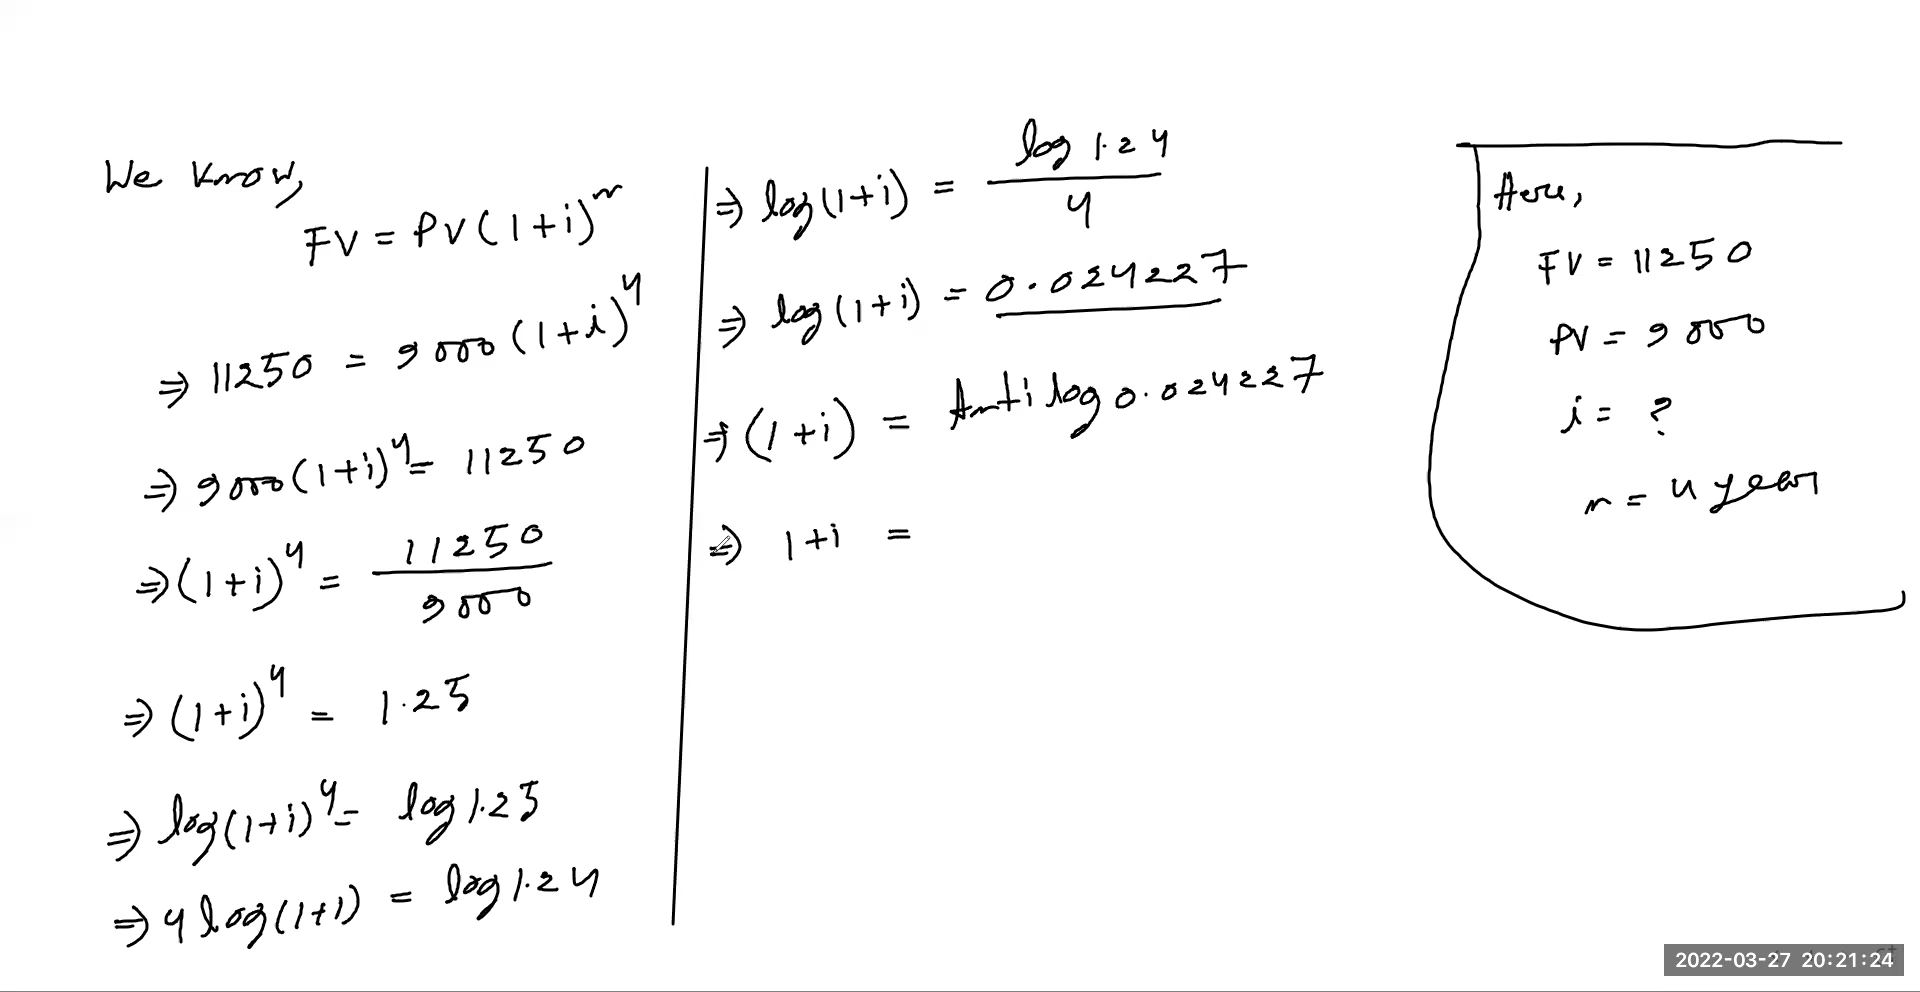 We know,
FV = PV(1+i)^n
⇒ 11250 = 9000(1+i)^4
⇒ 9000(1+i)^4 = 11250
⇒ (1+i)^4 = 11250/9000
⇒ (1+i)^4 = 1.25
⇒ log(1+i)^4 = log 1.25
⇒ 4 log(1+i) = log 1.24
⇒ log(1+i) = log 1.24/4
⇒ log(1+i) = 0.024227
⇒ (1+i) = Anti log 0.024227
⇒ 1+i =
Here,
FV = 11250
PV = 9000
i = ?
n = 4 year
2022-03-27 20:21:24